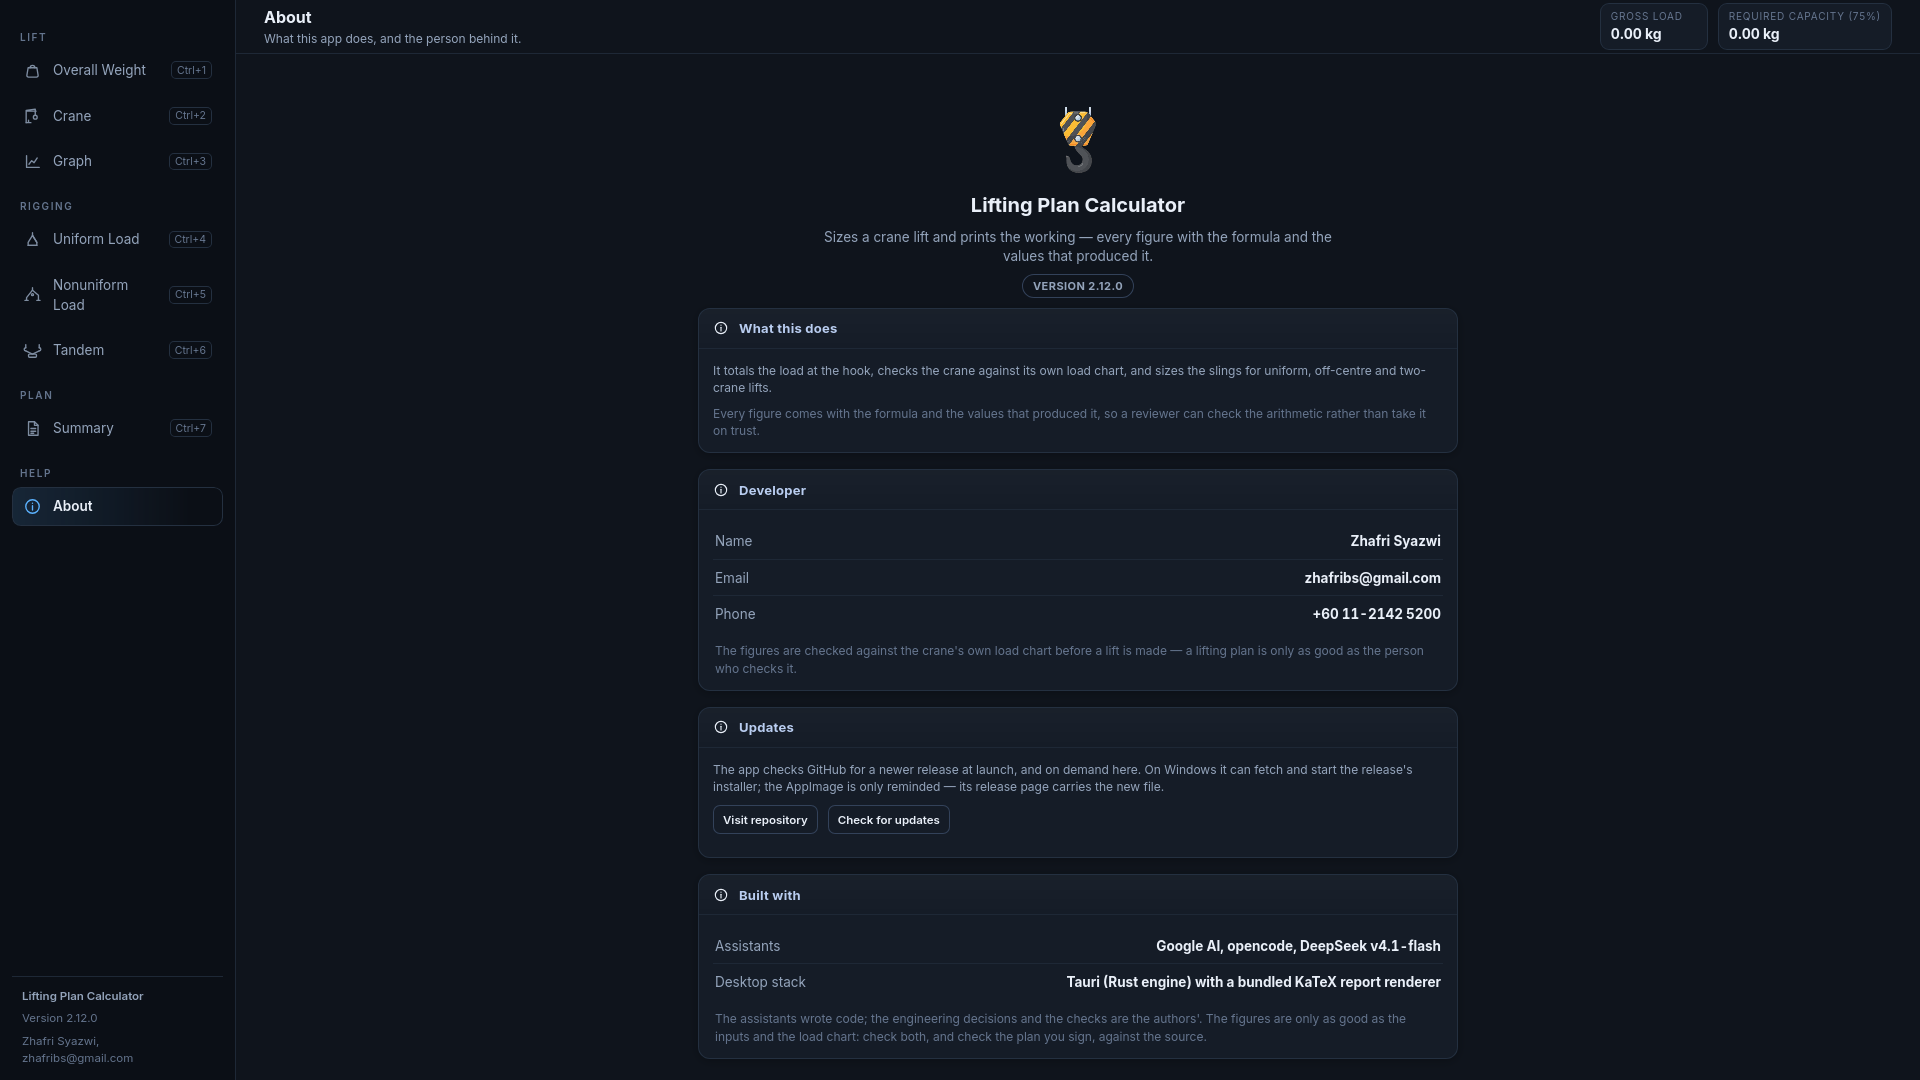 LIFT
Overall Weight Ctrl+1
Crane Ctrl+2
Graph Ctrl+3
RIGGING
Uniform Load Ctrl+4
Nonuniform
Load Ctrl+5
Tandem Ctrl+6
PLAN
Summary Ctrl+7
HELP
About
Lifting Plan Calculator
Version 2.12.0
Zhafri Syazwi,
zhafribs@gmail.com
About
What this app does, and the person behind it.
GROSS LOAD
0.00 kg
REQUIRED CAPACITY (75%)
0.00 kg
Lifting Plan Calculator
Sizes a crane lift and prints the working — every figure with the formula and the
values that produced it.
VERSION 2.12.0
What this does
It totals the load at the hook, checks the crane against its own load chart, and sizes the slings for uniform, off-centre and two-
crane lifts.
Every figure comes with the formula and the values that produced it, so a reviewer can check the arithmetic rather than take it
on trust.
Developer
Name Zhafri Syazwi
Email zhafribs@gmail.com
Phone +60 11-2142 5200
The figures are checked against the crane's own load chart before a lift is made — a lifting plan is only as good as the person
who checks it.
Updates
The app checks GitHub for a newer release at launch, and on demand here. On Windows it can fetch and start the release's
installer; the AppImage is only reminded — its release page carries the new file.
Visit repository Check for updates
Built with
Assistants Google AI, opencode, DeepSeek v4.1-flash
Desktop stack Tauri (Rust engine) with a bundled KaTeX report renderer
The assistants wrote code; the engineering decisions and the checks are the authors'. The figures are only as good as the
inputs and the load chart: check both, and check the plan you sign, against the source.